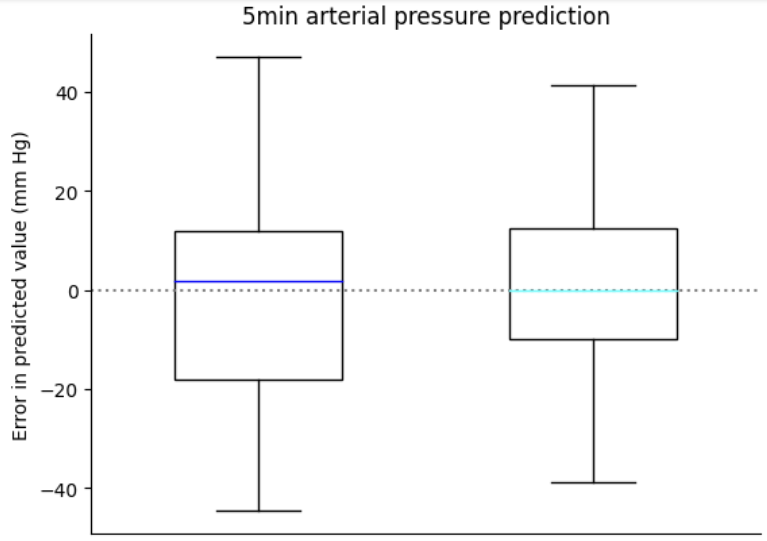 5min arterial pressure prediction
Error in predicted value (mm Hg)
40
20
0
−20
−40